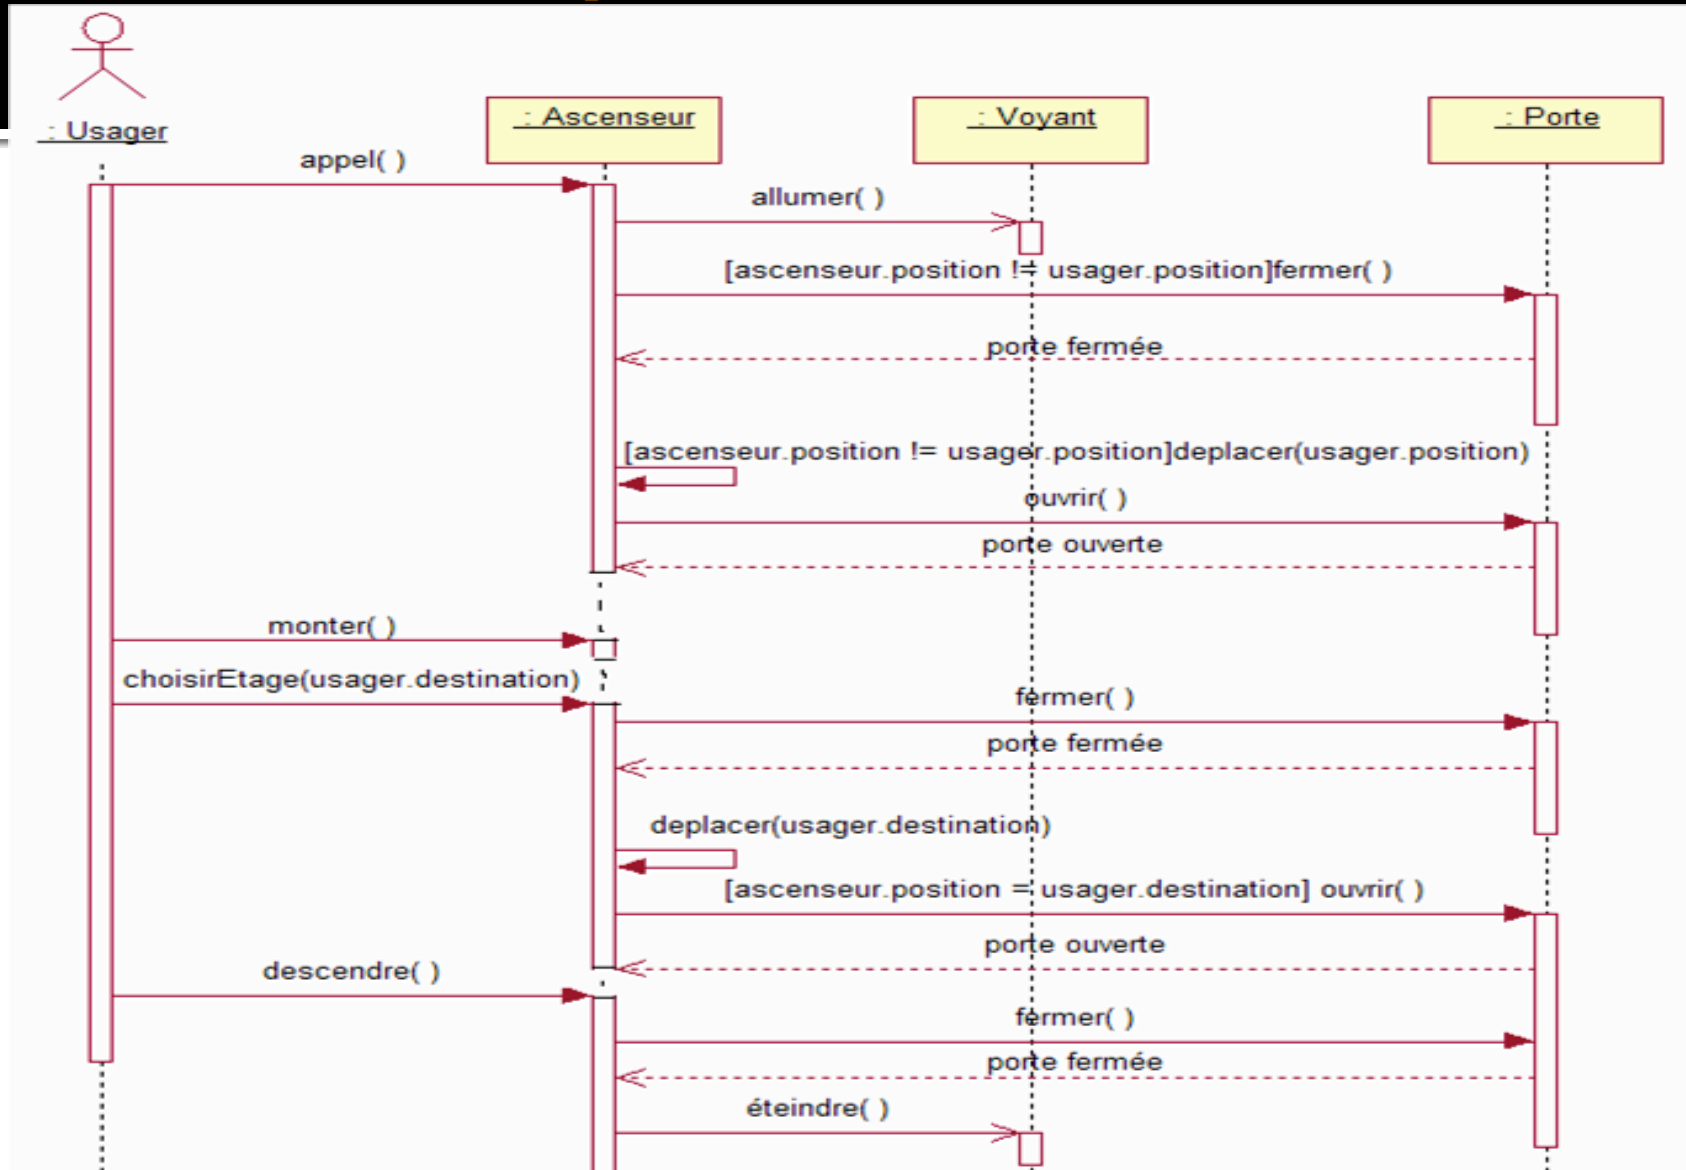 : Usager
: Ascenseur
: Voyant
: Porte
appel( )
allumer( )
[ascenseur.position != usager.position]fermer( )
porte fermée
[ascenseur.position != usager.position]deplacer(usager.position)
ouvrir( )
porte ouverte
monter( )
choisirEtage(usager.destination)
fermer( )
porte fermée
deplacer(usager.destination)
[ascenseur.position = usager.destination] ouvrir( )
porte ouverte
descendre( )
fermer( )
porte fermée
éteindre( )